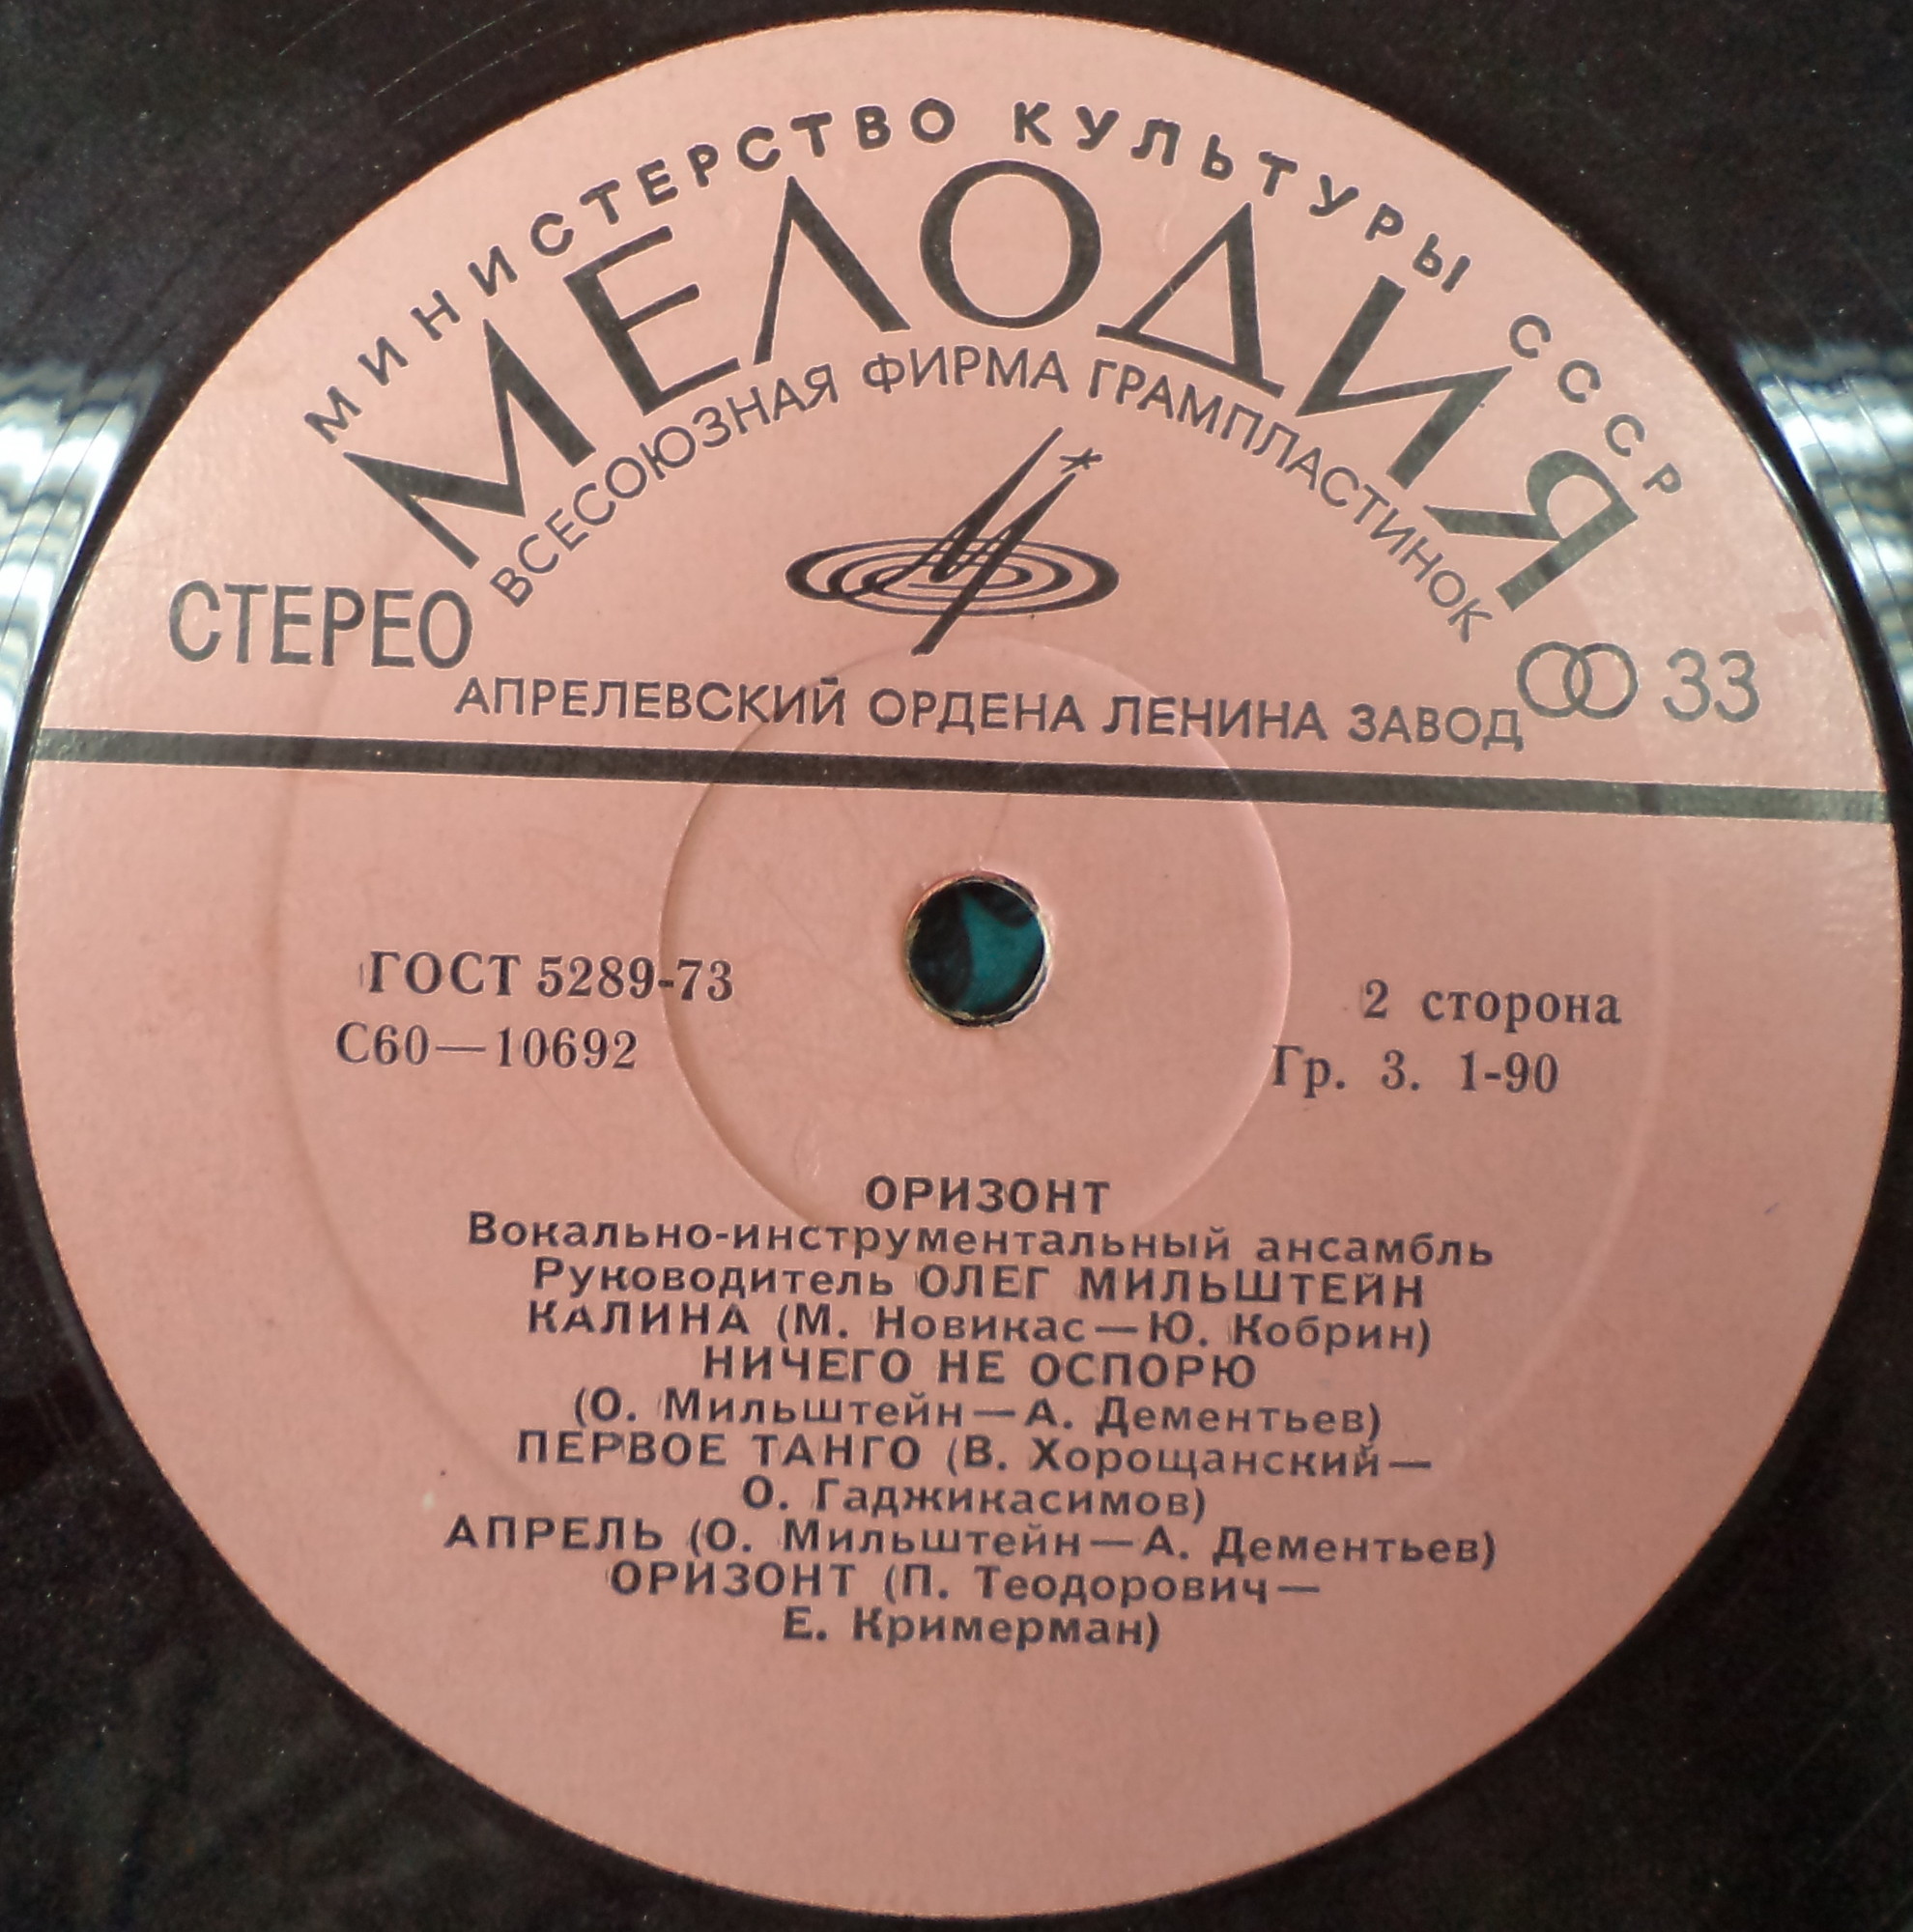 МИНИСТЕРСТВО КУЛЬТУРЫ СССР
МЕЛОДИЯ
ВСЕСОЮЗНАЯ ФИРМА ГРАМПЛАСТИНОК
СТЕРЕО
33
АПРЕЛЕВСКИЙ ОРДЕНА ЛЕНИНА ЗАВОД
ГОСТ 5289-73
С60—10692
2 сторона
Гр. 3. 1-90
ОРИЗОНТ
Вокально-инструментальный ансамбль
Руководитель ОЛЕГ МИЛЬШТЕЙН
КАЛИНА (М. Новикас—Ю. Кобрин)
НИЧЕГО НЕ ОСПОРЮ
(О. Мильштейн—А. Дементьев)
ПЕРВОЕ ТАНГО (В. Хорощанский—
О. Гаджикасимов)
АПРЕЛЬ (О. Мильштейн—А. Дементьев)
ОРИЗОНТ (П. Теодорович—
Е. Кримерман)